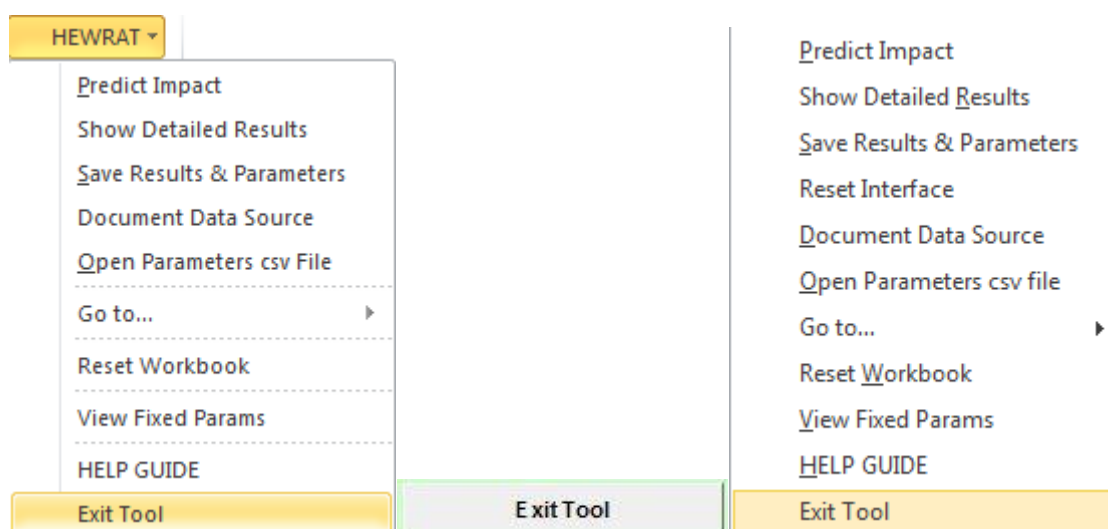 HEWRAT
Predict Impact
Show Detailed Results
Save Results & Parameters
Document Data Source
Open Parameters csv File
Go to...
Reset Workbook
View Fixed Params
HELP GUIDE
Exit Tool
Exit Tool
Predict Impact
Show Detailed Results
Save Results & Parameters
Reset Interface
Document Data Source
Open Parameters csv file
Go to...
Reset Workbook
View Fixed Params
HELP GUIDE
Exit Tool